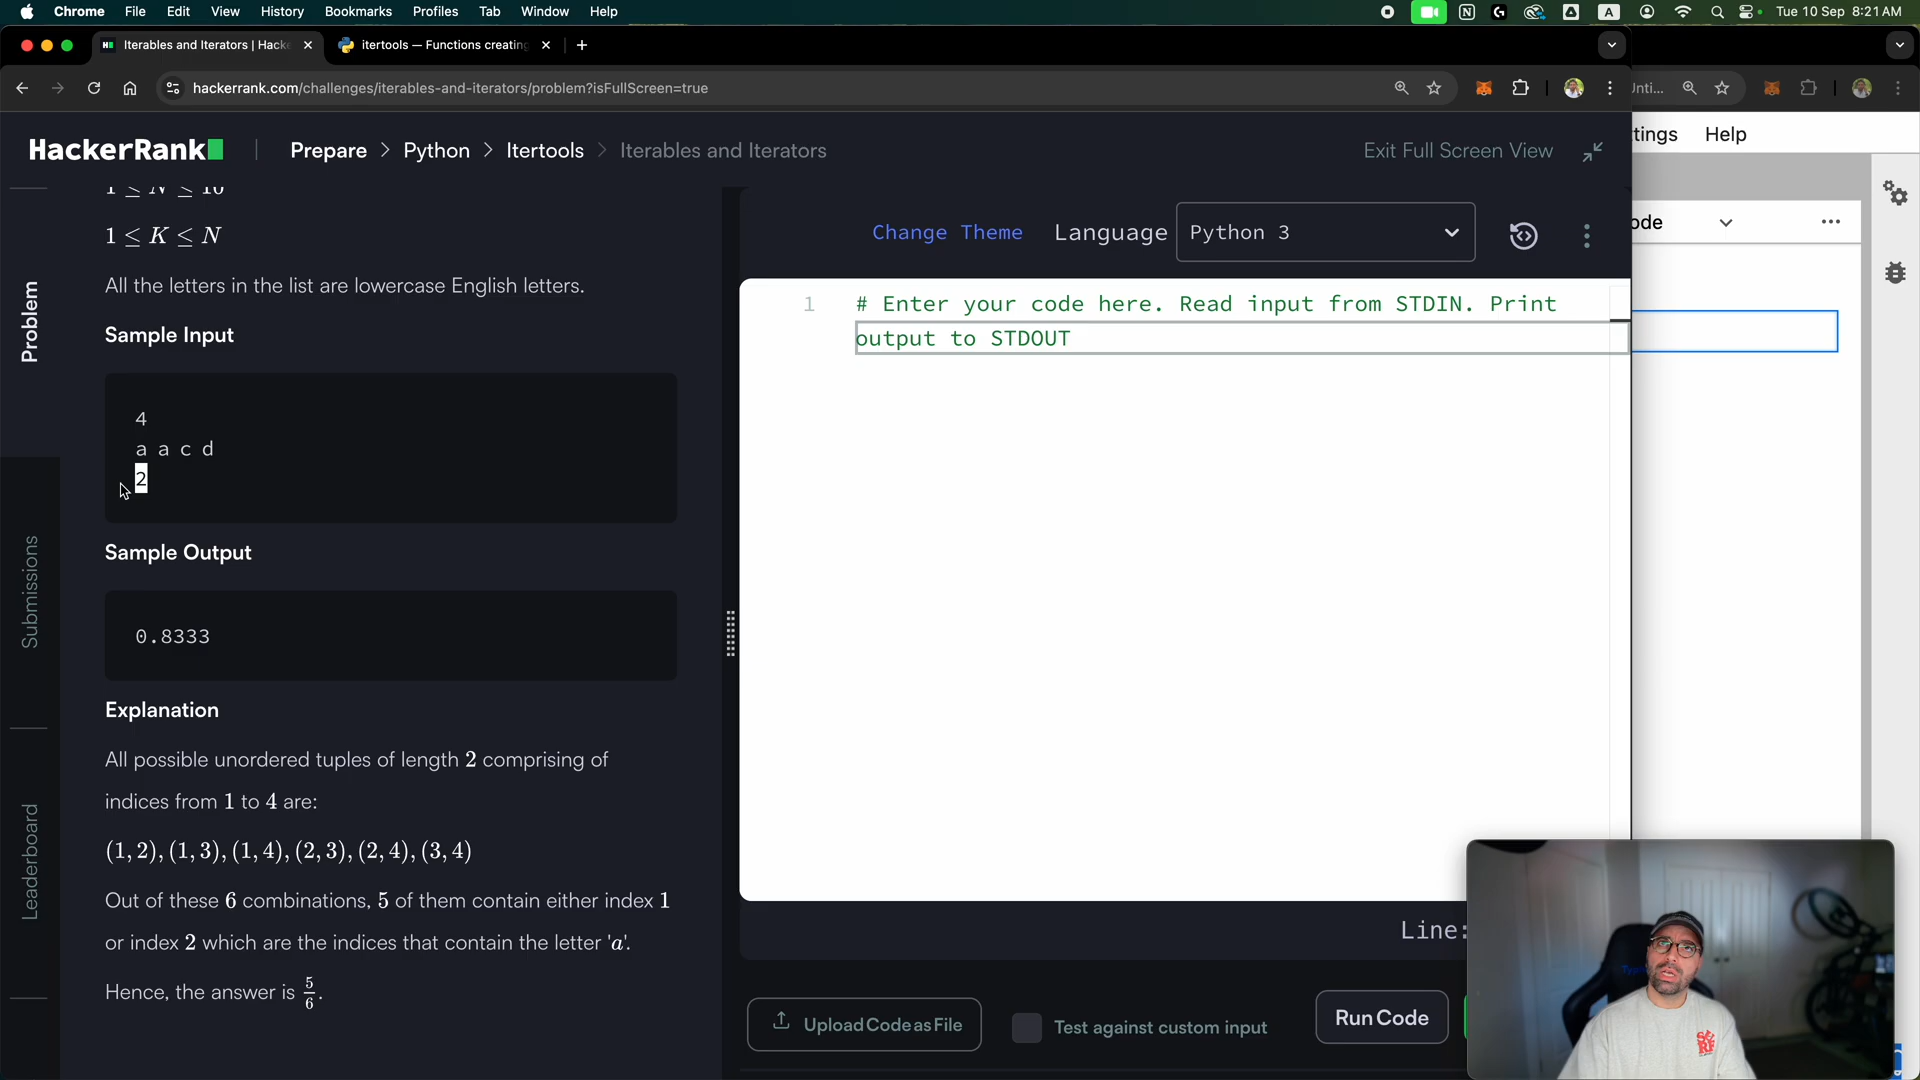 Chrome File Edit View History Bookmarks Profiles Tab Window Help
A Tue 10 Sep 8:21 AM
Iterables and Iterators | Hacke
itertools — Functions creating
hackerrank.com/challenges/iterables-and-iterators/problem?isFullScreen=true
Inti...
HackerRank
Prepare > Python > Itertools > Iterables and Iterators
Exit Full Screen View
tings Help
Problem
Submissions
Leaderboard
1 ≤ N ≤ 10
1 ≤ K ≤ N
All the letters in the list are lowercase English letters.
Sample Input
4
a a c d
2
Sample Output
0.8333
Explanation
All possible unordered tuples of length 2 comprising of
indices from 1 to 4 are:
(1, 2), (1, 3), (1, 4), (2, 3), (2, 4), (3, 4)
Out of these 6 combinations, 5 of them contain either index 1
or index 2 which are the indices that contain the letter 'a'.
Hence, the answer is 5/6.
Change Theme Language Python 3
ode
1 # Enter your code here. Read input from STDIN. Print
output to STDOUT
Line:
Upload Code as File
Test against custom input
Run Code